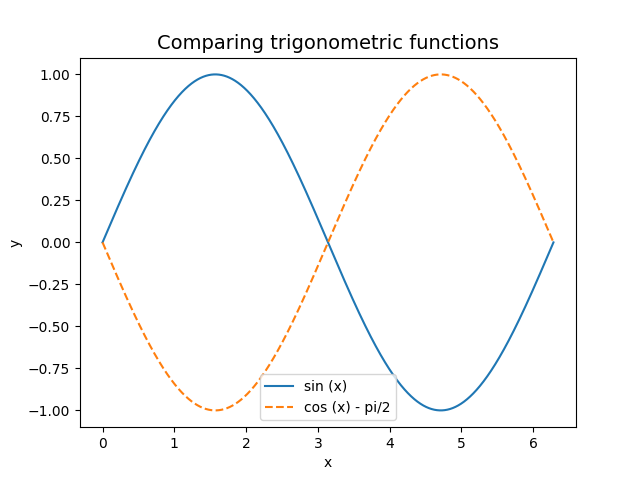 Comparing trigonometric functions
1.00
0.75
0.50
0.25
0.00
−0.25
−0.50
−0.75
−1.00
y
sin (x)
cos (x) - pi/2
0 1 2 3 4 5 6
x